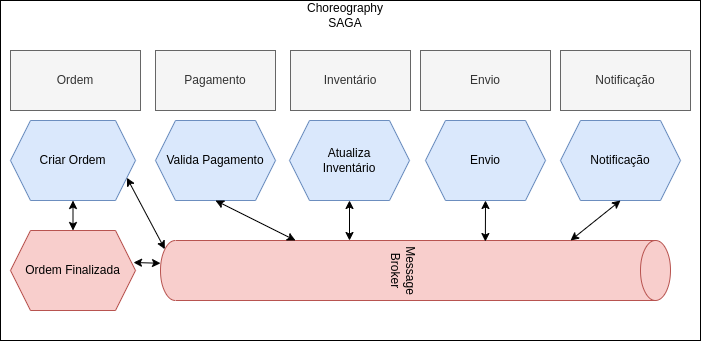 Choreography
SAGA
Ordem
Pagamento
Inventário
Envio
Notificação
Criar Ordem
Valida Pagamento
Atualiza
Inventário
Envio
Notificação
Ordem Finalizada
Message
Broker